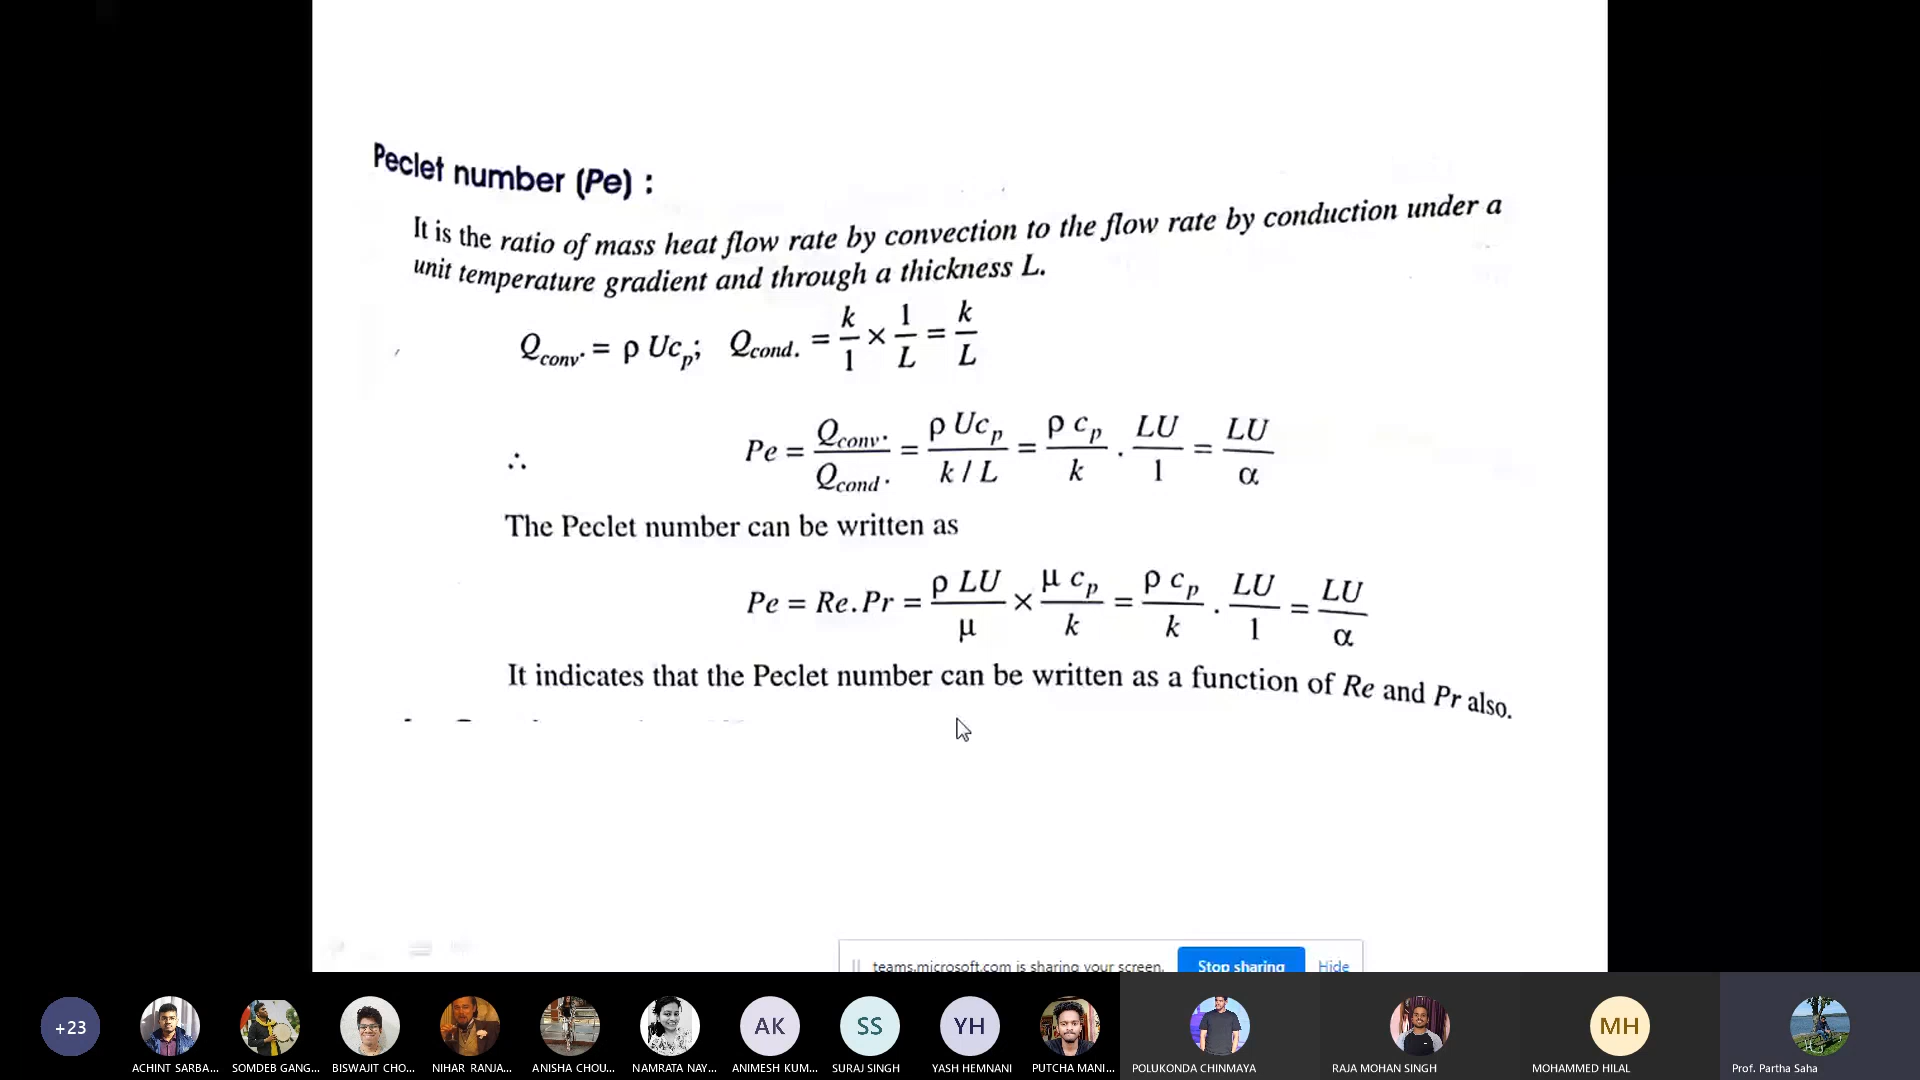 Peclet number (Pe) :
It is the ratio of mass heat flow rate by convection to the flow rate by conduction under a
unit temperature gradient and through a thickness L.
Q_conv. = ρ Uc_p; Q_cond. = k/1 × 1/L = k/L
∴ Pe = Q_conv./Q_cond. = ρ Uc_p / (k / L) = ρ c_p / k . LU/1 = LU/α
The Peclet number can be written as
Pe = Re.Pr = ρ LU/μ × μ c_p/k = ρ c_p/k . LU/1 = LU/α
It indicates that the Peclet number can be written as a function of Re and Pr also.
teams.microsoft.com is sharing your screen. Stop sharing Hide
+23 AK SS YH MH
ACHINT SARBA... SOMDEB GANG... BISWAJIT CHO... NIHAR RANJA... ANISHA CHOU... NAMRATA NAY... ANIMESH KUM... SURAJ SINGH YASH HEMNANI PUTCHA MANI... POLUKONDA CHINMAYA RAJA MOHAN SINGH MOHAMMED HILAL Prof. Partha Saha